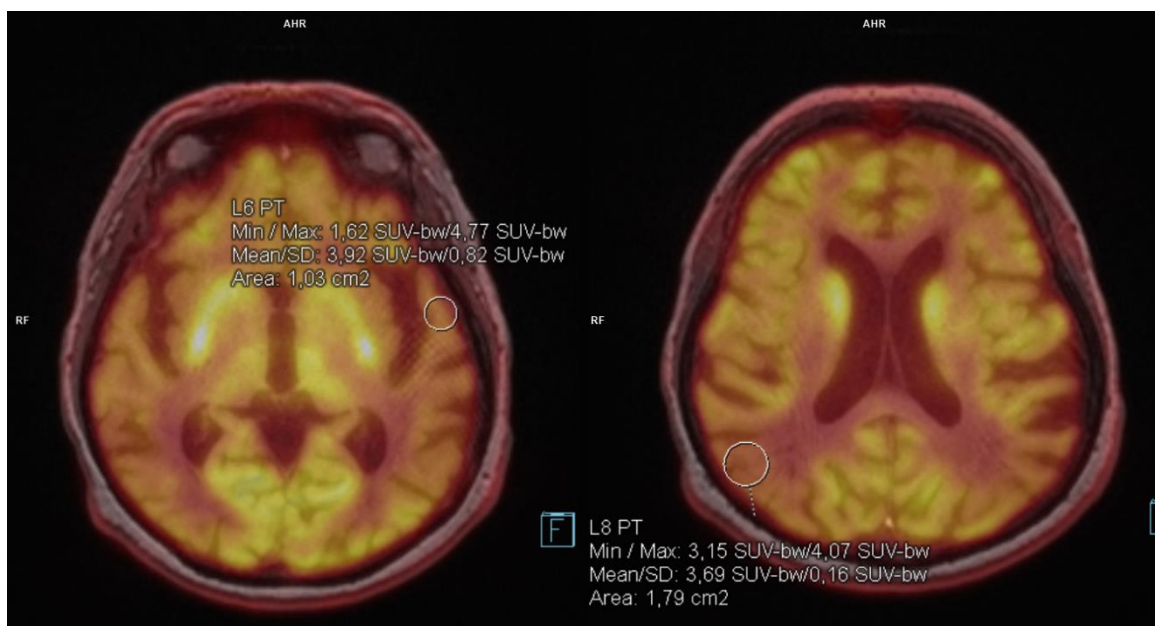 AHR
L6 PT
Min / Max: 1,62 SUV-bw/4,77 SUV-bw
Mean/SD: 3,92 SUV-bw/0,82 SUV-bw
Area: 1,03 cm2
RF
F
AHR
RF
L8 PT
Min / Max: 3,15 SUV-bw/4,07 SUV-bw
Mean/SD: 3,69 SUV-bw/0,16 SUV-bw
Area: 1,79 cm2